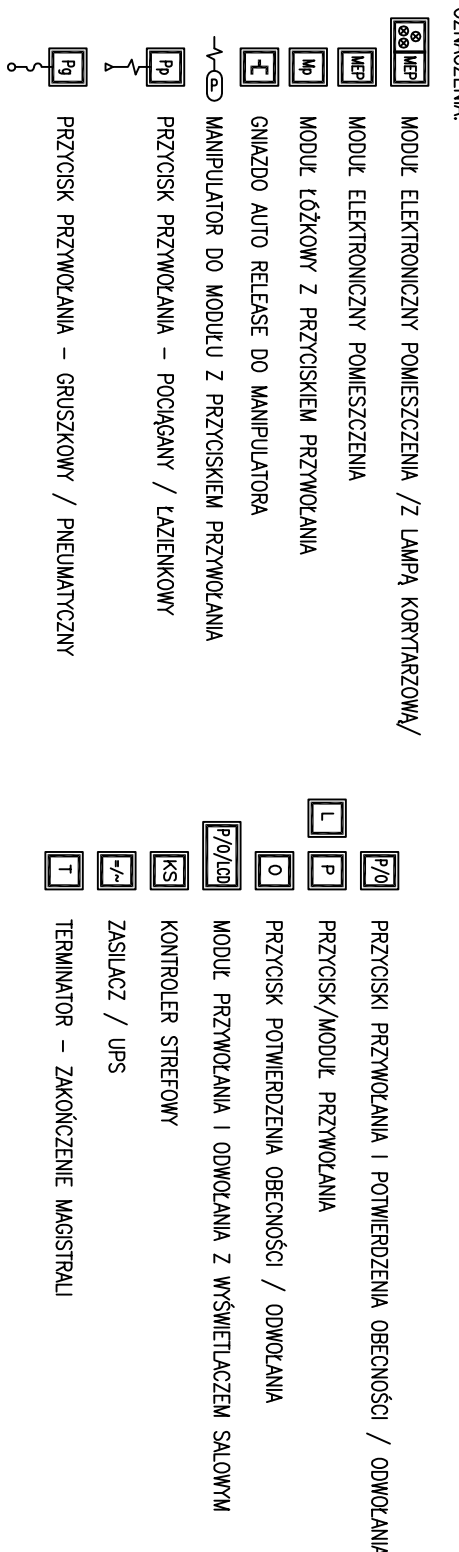 OZNACZENIA:
MEP MODUŁ ELEKTRONICZNY POMIESZCZENIA /Z LAMPĄ KORYTARZOWĄ/
MEP MODUŁ ELEKTRONICZNY POMIESZCZENIA
Mp MODUŁ ŁÓŻKOWY Z PRZYCISKIEM PRZYWOŁANIA
GNIAZDO AUTO RELEASE DO MANIPULATORA
MANIPULATOR DO MODUŁU Z PRZYCISKIEM PRZYWOŁANIA
Pp PRZYCISK PRZYWOŁANIA – POCIĄGANY / ŁAZIENKOWY
Pg PRZYCISK PRZYWOŁANIA – GRUSZKOWY / PNEUMATYCZNY
P/O PRZYCISKI PRZYWOŁANIA I POTWIERDZENIA OBECNOŚCI / ODWOŁANIA
L P PRZYCISK/MODUŁ PRZYWOŁANIA
O PRZYCISK POTWIERDZENIA OBECNOŚCI / ODWOŁANIA
P/O/LCD MODUŁ PRZYWOŁANIA I ODWOŁANIA Z WYŚWIETLACZEM SALOWYM
KS KONTROLER STREFOWY
=/~ ZASILACZ / UPS
T TERMINATOR – ZAKOŃCZENIE MAGISTRALI